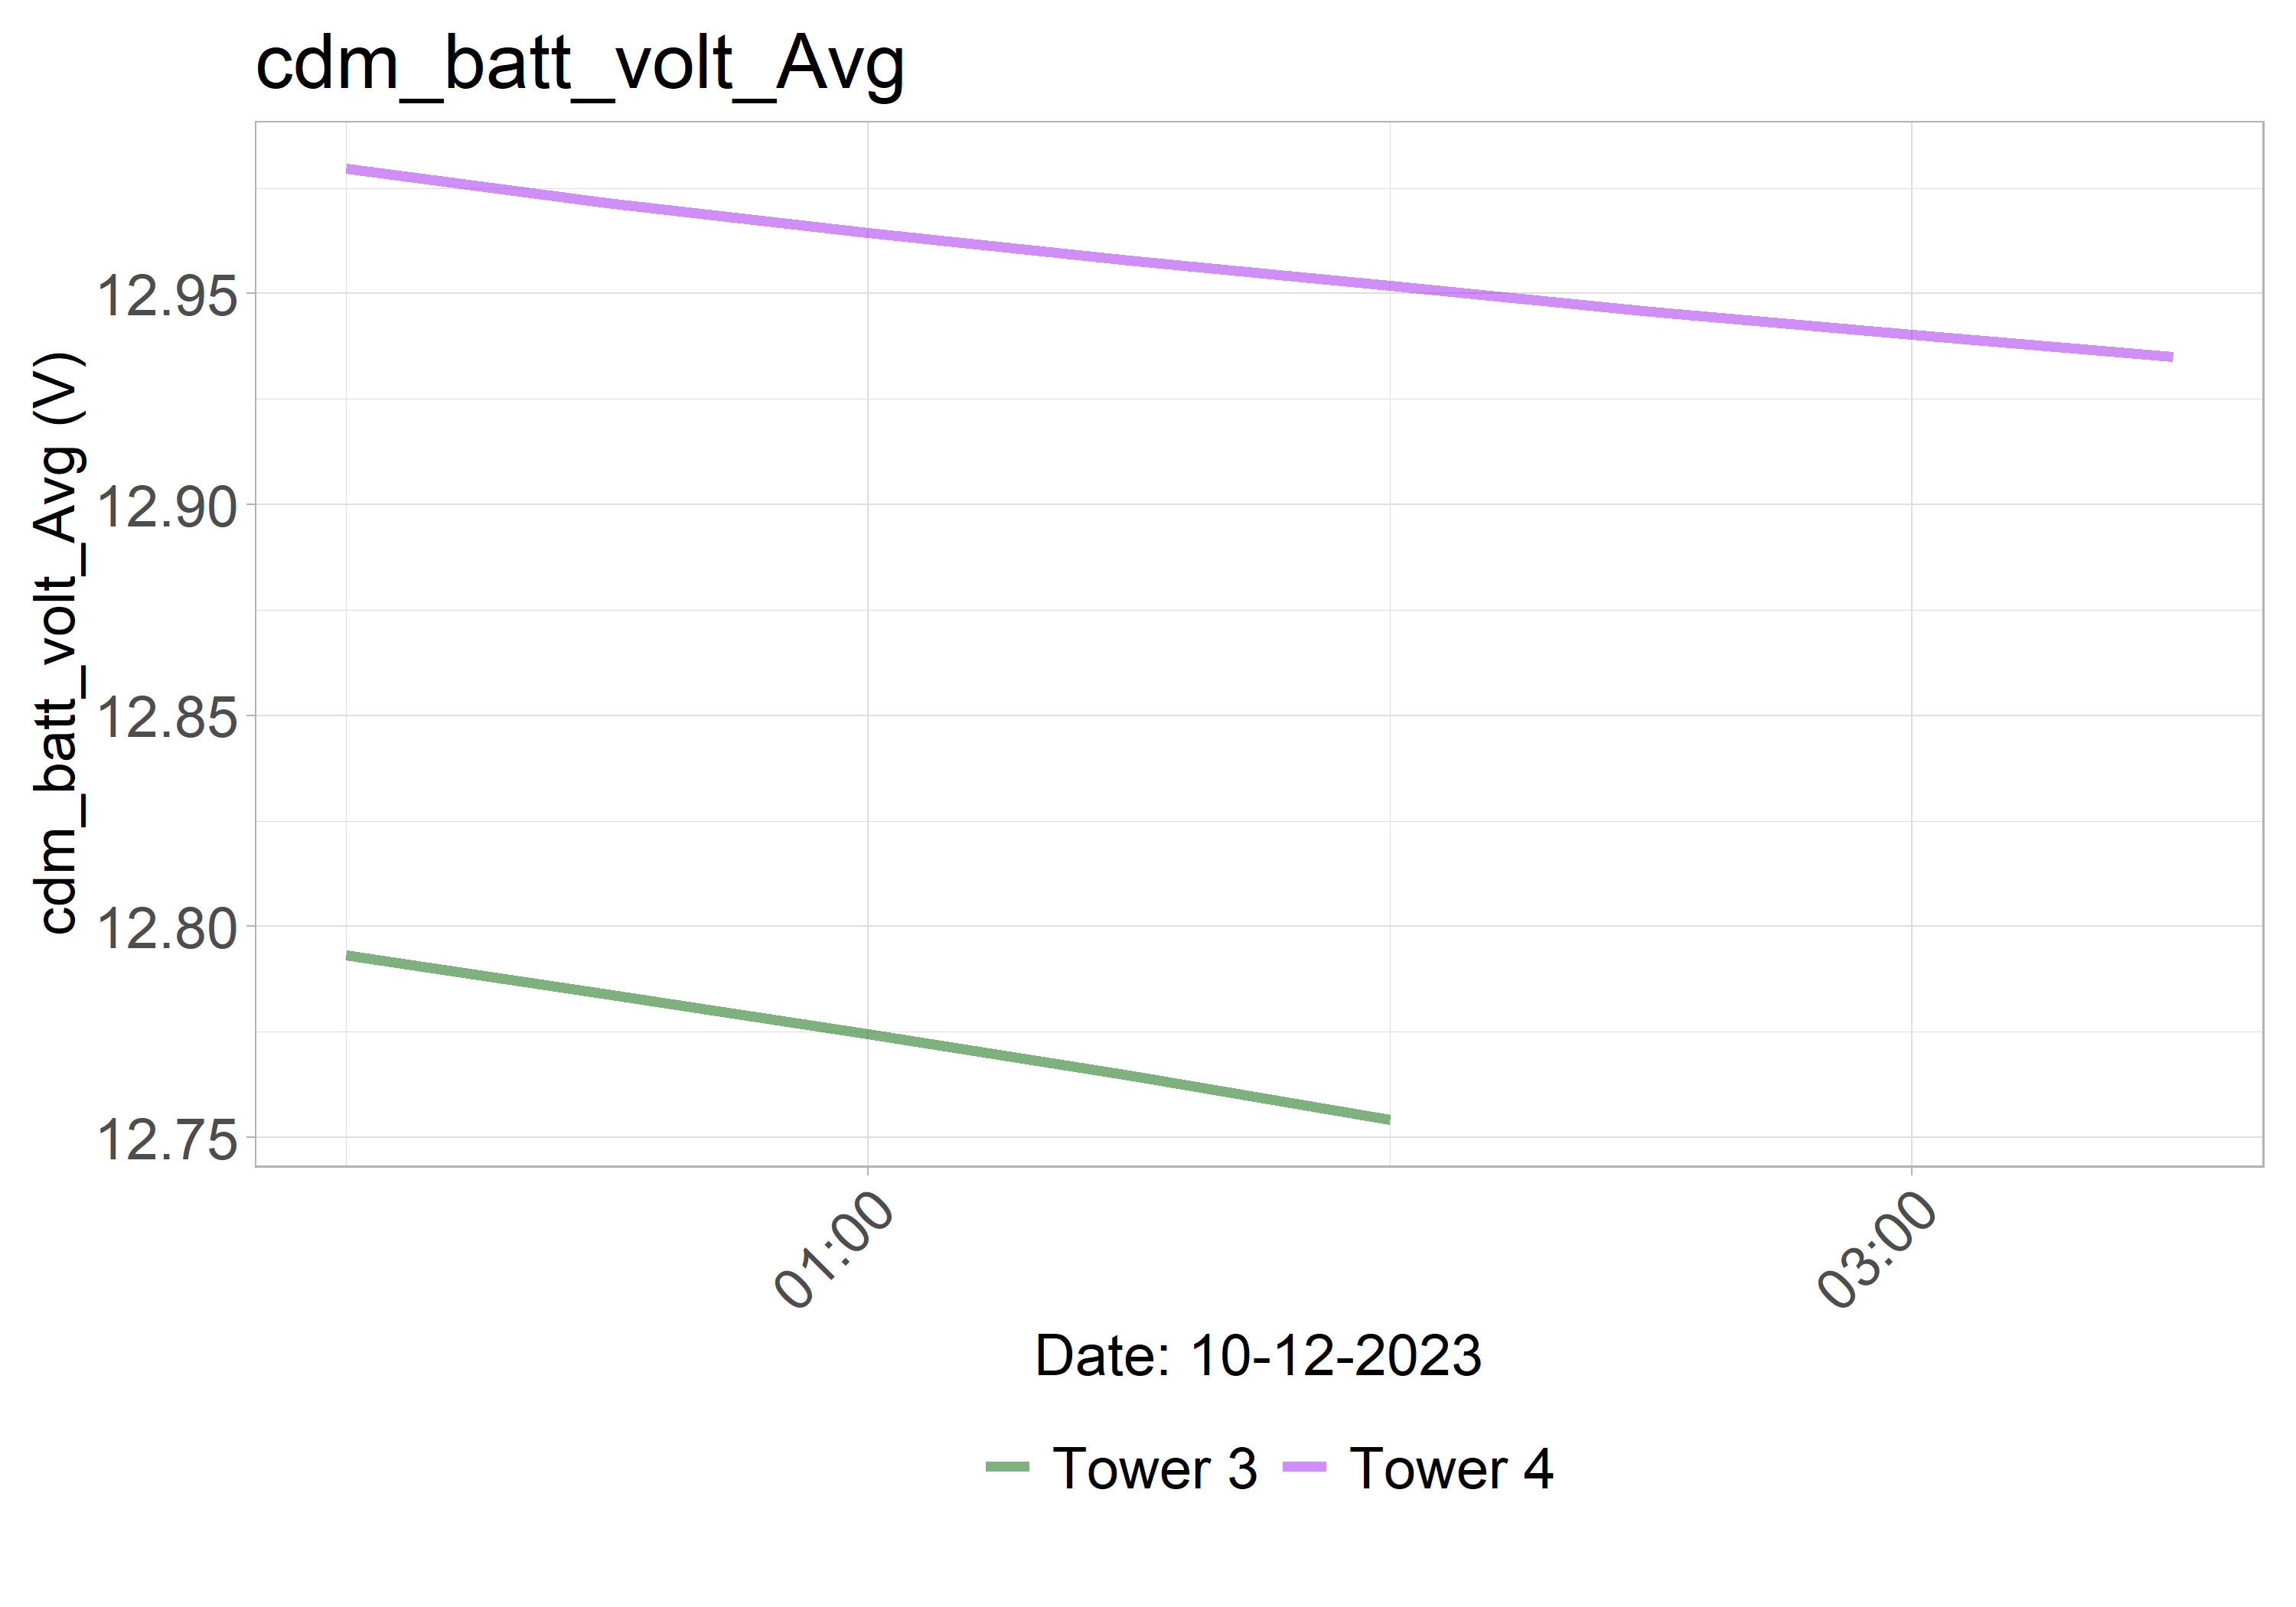 cdm_batt_volt_Avg
cdm_batt_volt_Avg (V)
12.95
12.90
12.85
12.80
12.75
01:00
03:00
Date: 10-12-2023
Tower 3
Tower 4